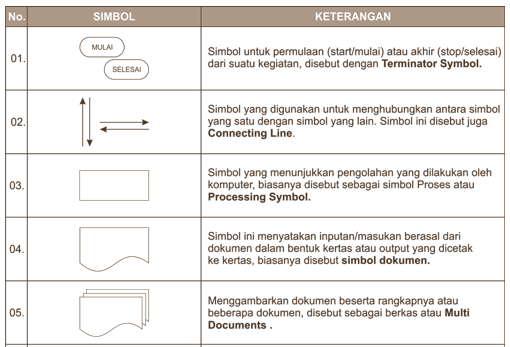 No. SIMBOL KETERANGAN
01.
MULAI
SELESAI
Simbol untuk permulaan (start/mulai) atau akhir (stop/selesai)
dari suatu kegiatan, disebut dengan Terminator Symbol.
02.
Simbol yang digunakan untuk menghubungkan antara simbol
yang satu dengan simbol yang lain. Simbol ini disebut juga
Connecting Line.
03.
Simbol yang menunjukkan pengolahan yang dilakukan oleh
komputer, biasanya disebut sebagai simbol Proses atau
Processing Symbol.
04.
Simbol ini menyatakan inputan/masukan berasal dari
dokumen dalam bentuk kertas atau output yang dicetak
ke kertas, biasanya disebut simbol dokumen.
05.
Menggambarkan dokumen beserta rangkapnya atau
beberapa dokumen, disebut sebagai berkas atau Multi
Documents .